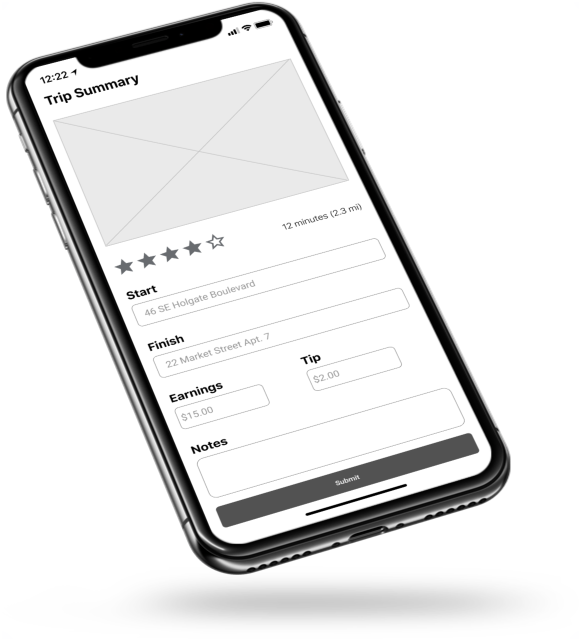 12:22
Trip Summary
12 minutes (2.3 mi)
Start
46 SE Holgate Boulevard
Finish
22 Market Street Apt. 7
Earnings
Tip
$15.00
$2.00
Notes
Submit